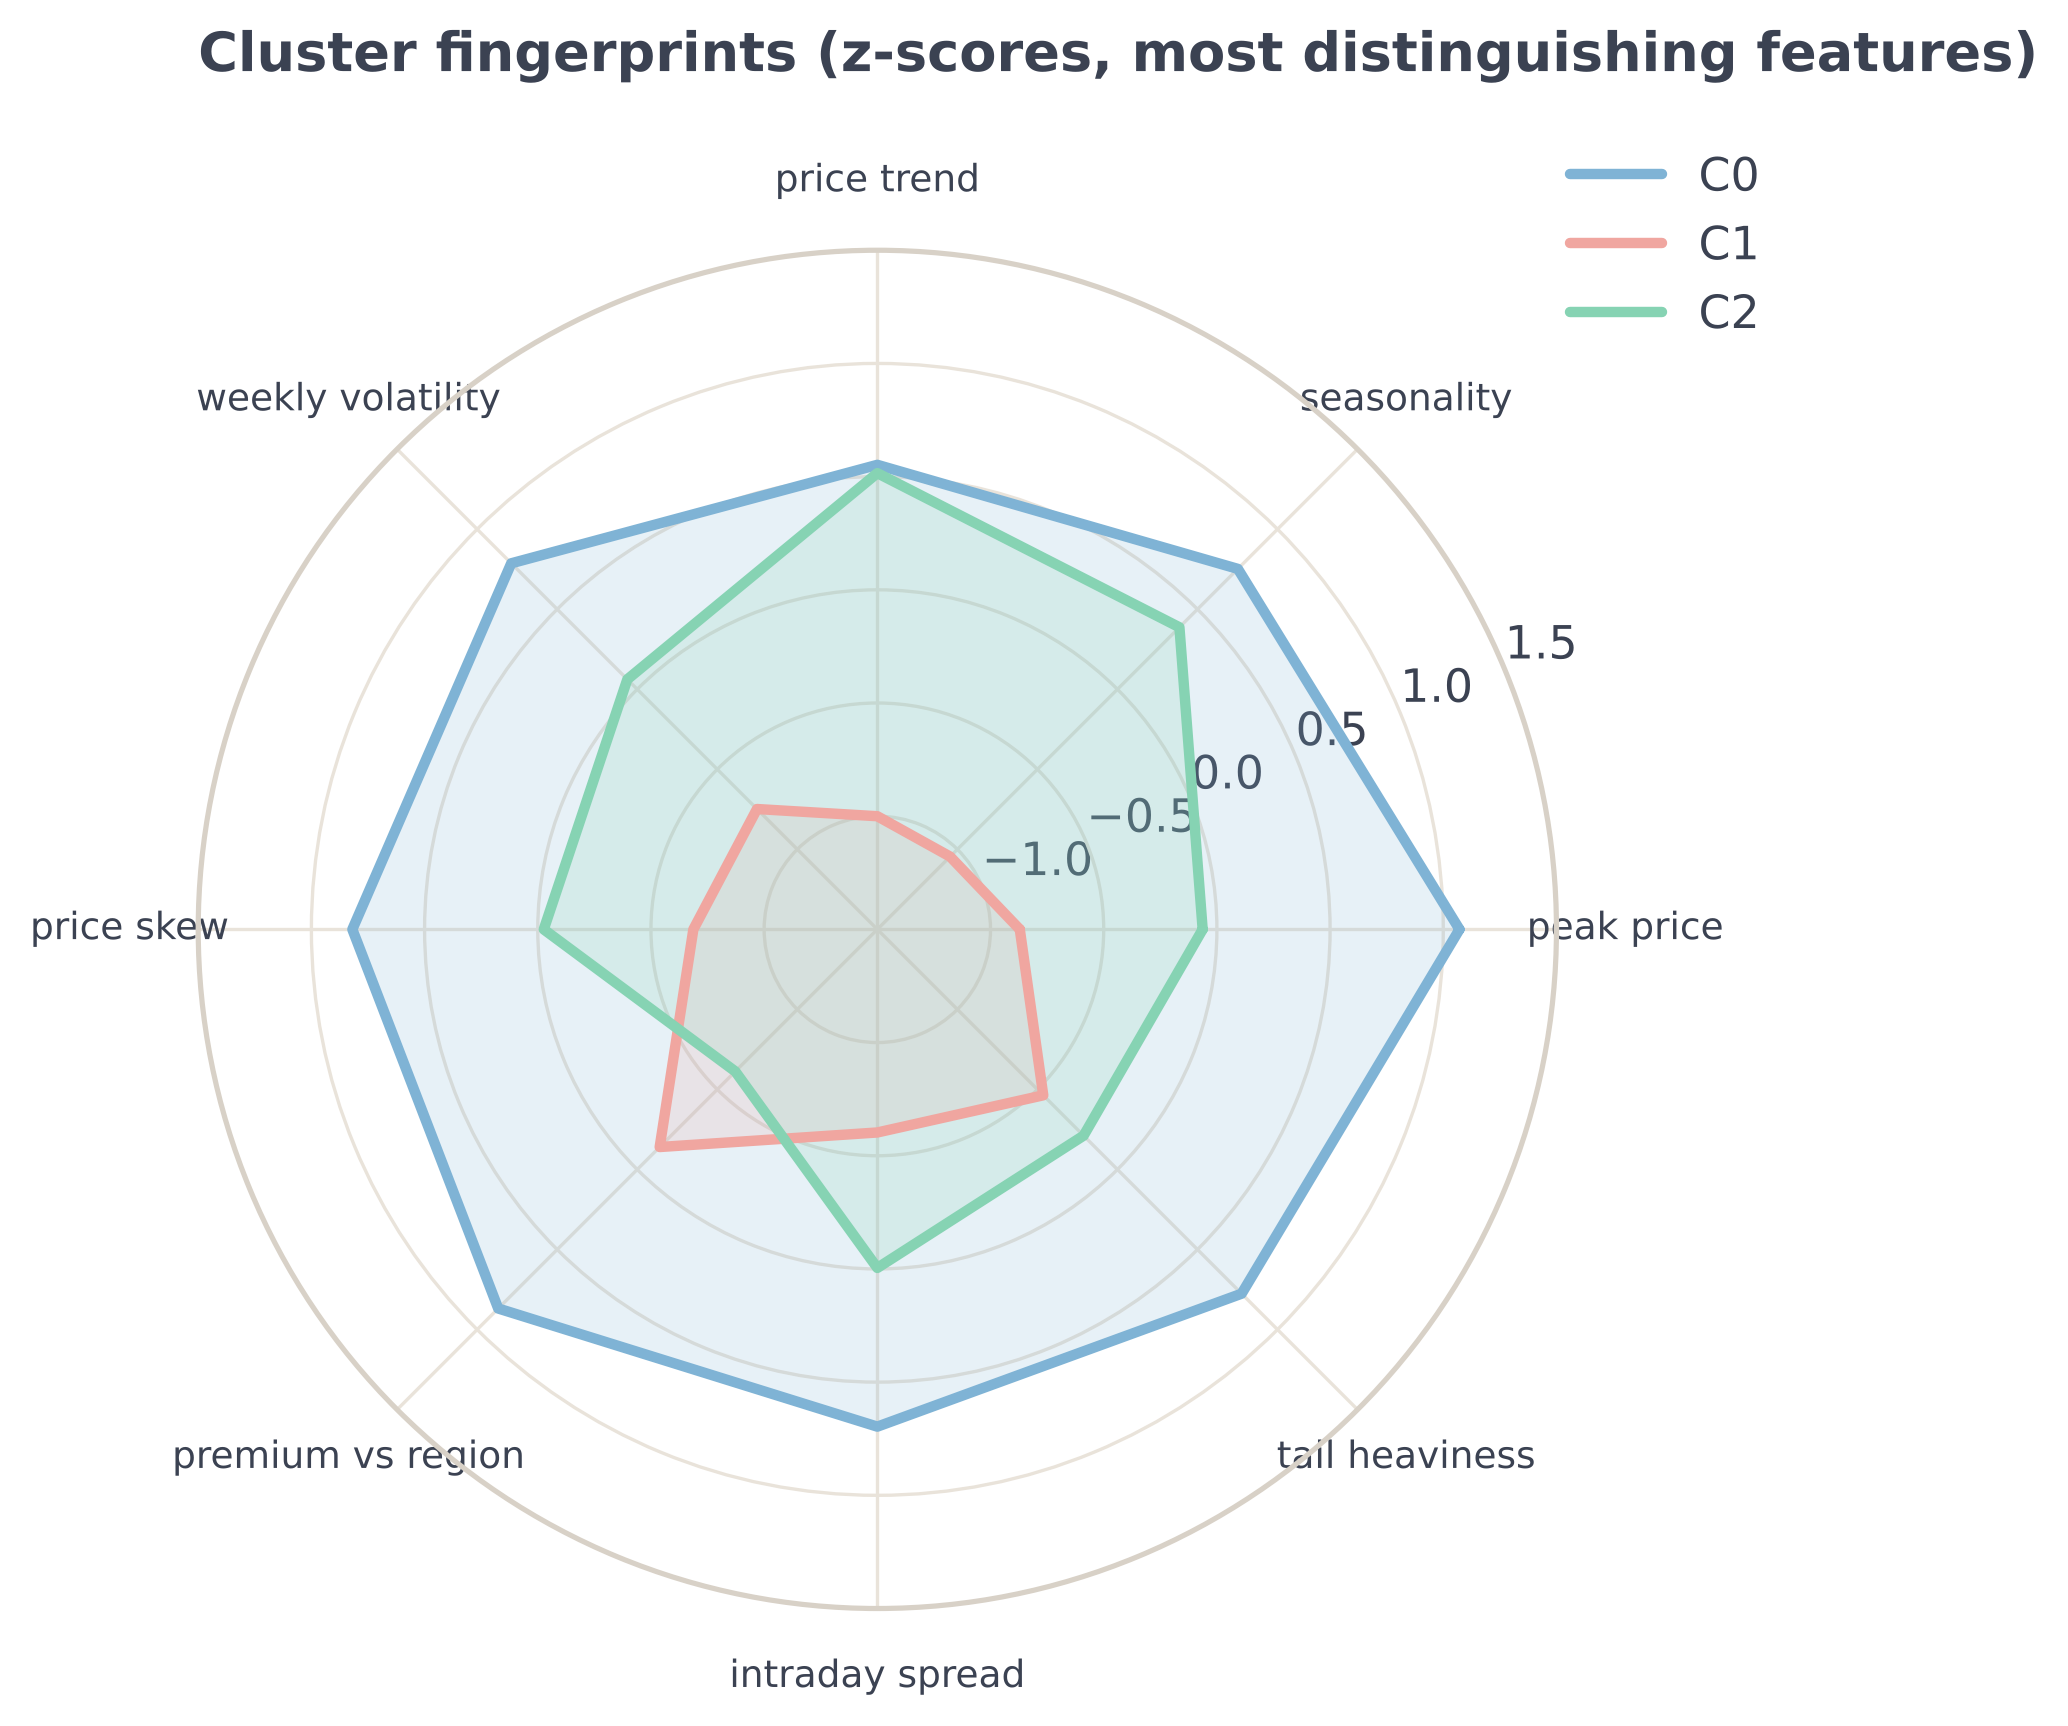 Cluster fingerprints (z-scores, most distinguishing features)
C0
C1
C2
price trend
weekly volatility
seasonality
1.5
1.0
0.5
0.0
−0.5
−1.0
price skew
peak price
premium vs region
tail heaviness
intraday spread